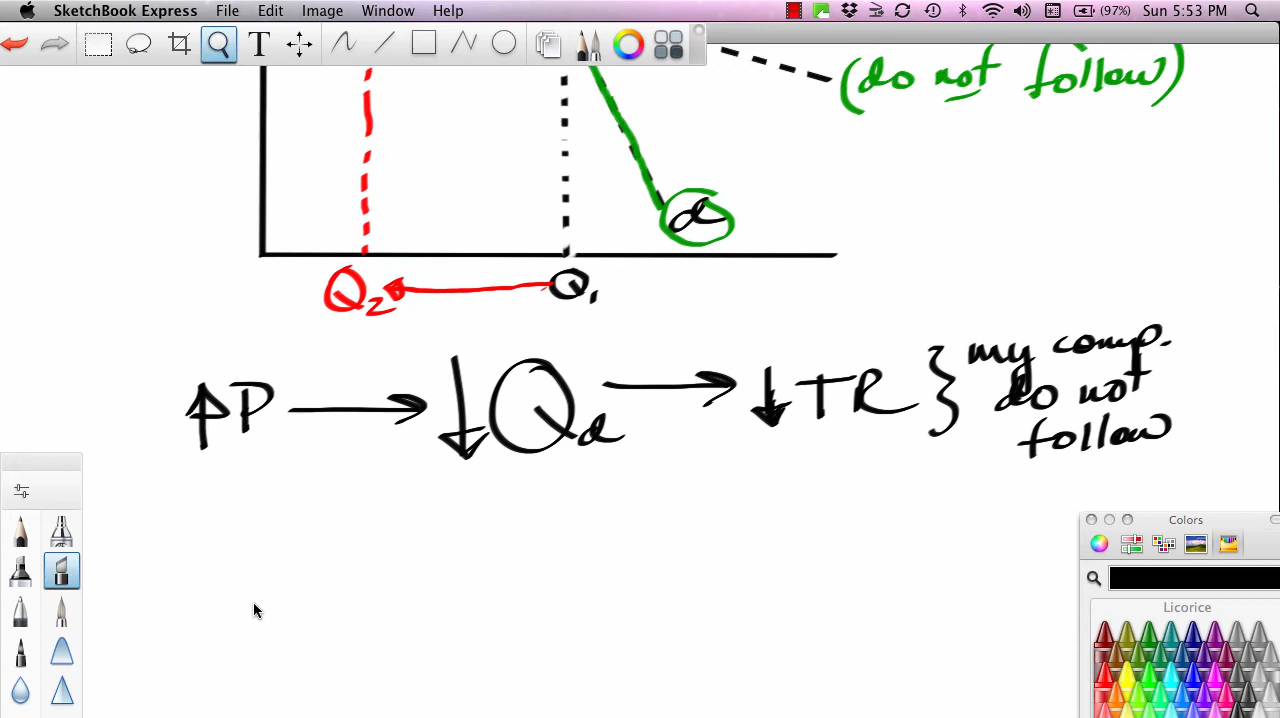 SketchBook Express File Edit Image Window Help (97%) Sun 5:53 PM
T
(do not follow)
d
Q2 Q1
↑P → ↓Qd → ↓TR } my comp.
do not
follow
Colors
Licorice